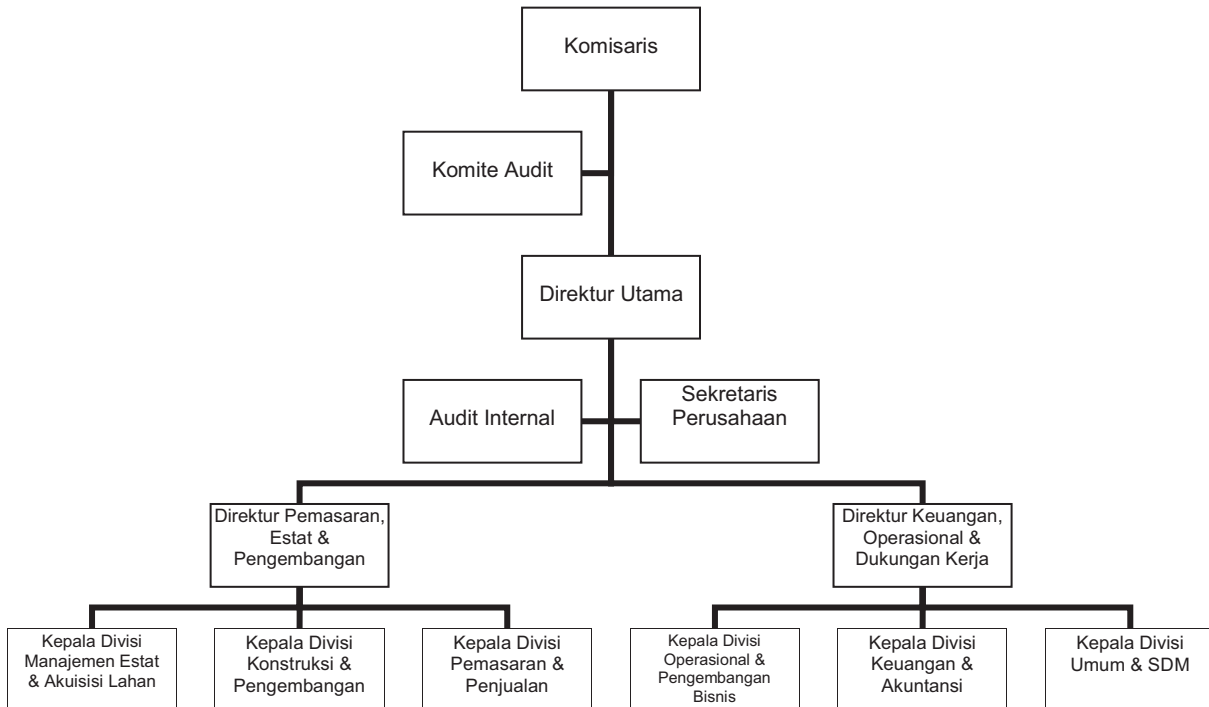 Komisaris
Komite Audit
Direktur Utama
Audit Internal
Sekretaris
Perusahaan
Direktur Pemasaran,
Estat &
Pengembangan
Direktur Keuangan,
Operasional &
Dukungan Kerja
Kepala Divisi
Manajemen Estat
& Akuisisi Lahan
Kepala Divisi
Konstruksi &
Pengembangan
Kepala Divisi
Pemasaran &
Penjualan
Kepala Divisi
Operasional &
Pengembangan
Bisnis
Kepala Divisi
Keuangan &
Akuntansi
Kepala Divisi
Umum & SDM